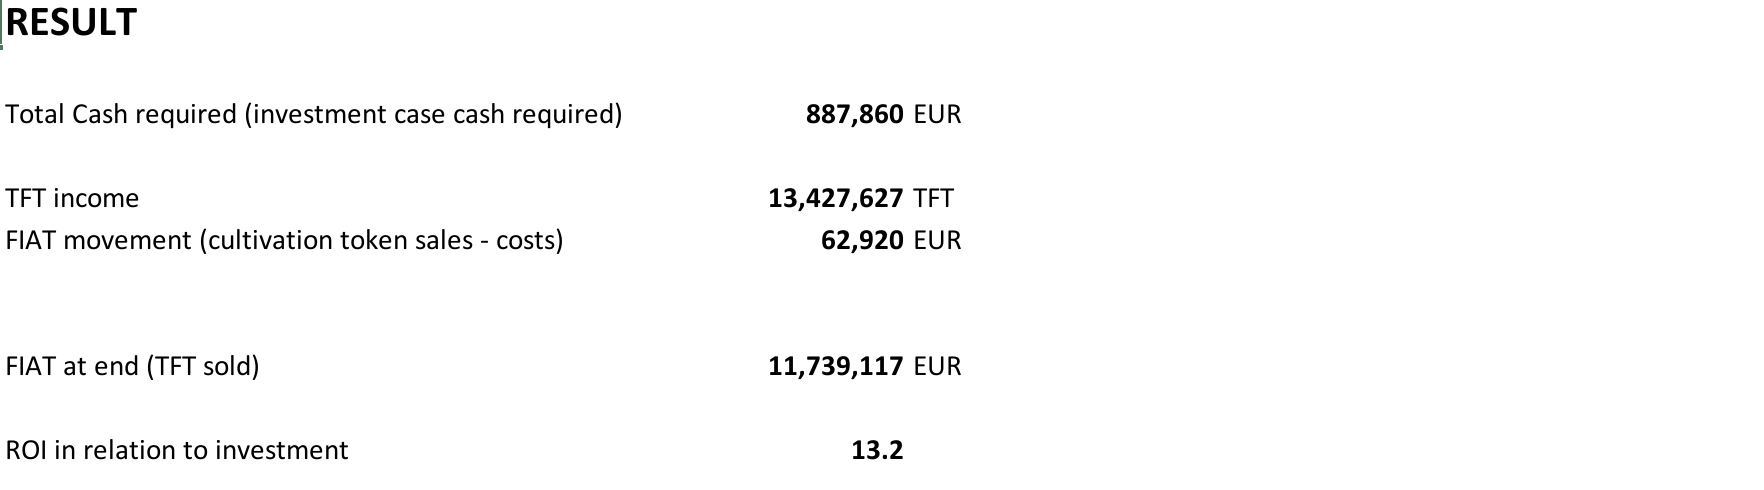 RESULT
Total Cash required (investment case cash required) 887,860 EUR
TFT income 13,427,627 TFT
FIAT movement (cultivation token sales - costs) 62,920 EUR
FIAT at end (TFT sold) 11,739,117 EUR
ROI in relation to investment 13.2